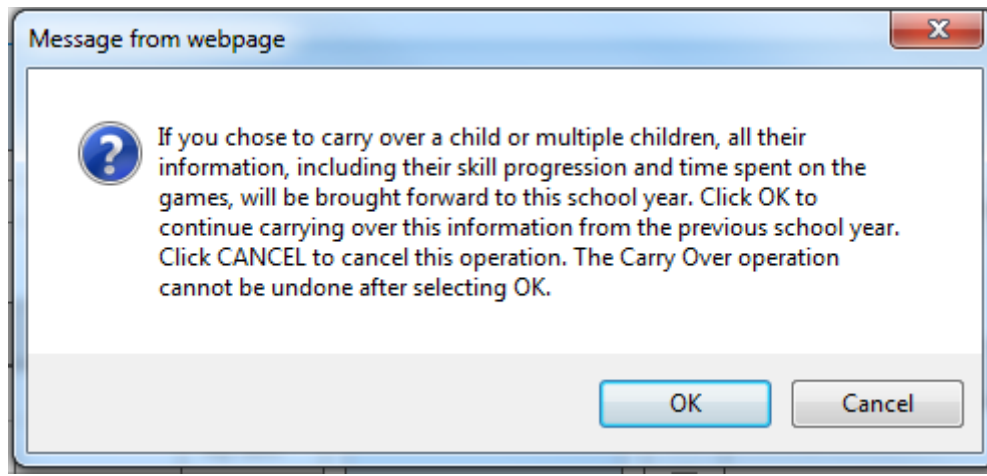 Message from webpage
If you chose to carry over a child or multiple children, all their
information, including their skill progression and time spent on the
games, will be brought forward to this school year. Click OK to
continue carrying over this information from the previous school year.
Click CANCEL to cancel this operation. The Carry Over operation
cannot be undone after selecting OK.
OK
Cancel